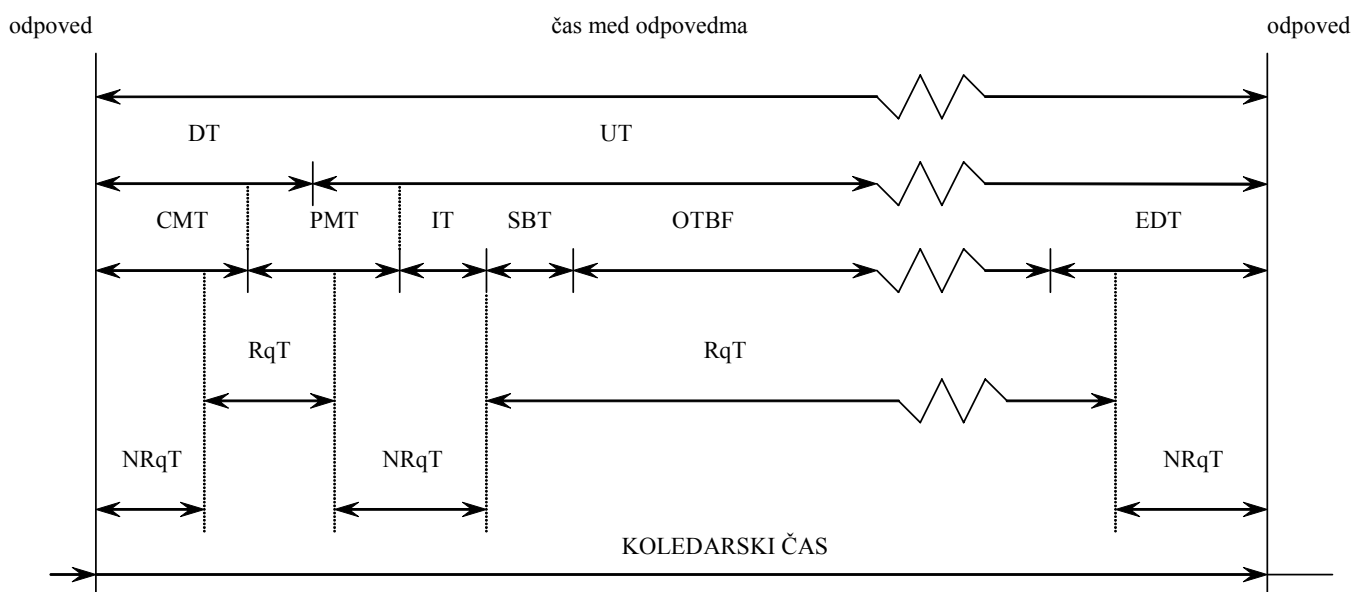 odpoved čas med odpovedma odpoved
DT UT
CMT PMT IT SBT OTBF EDT
RqT RqT
NRqT NRqT NRqT
KOLEDARSKI ČAS